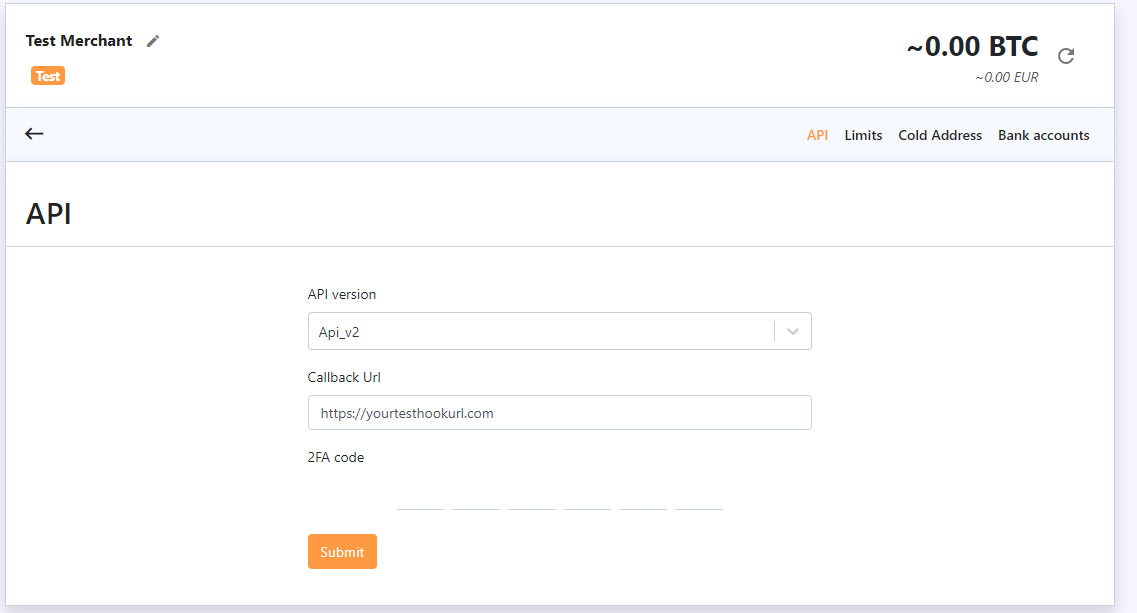 Test Merchant
~0.00 BTC
Test
~0.00 EUR
API Limits Cold Address Bank accounts
API
API version
Api_v2
Callback Url
https://yourtesthookurl.com
2FA code
Submit